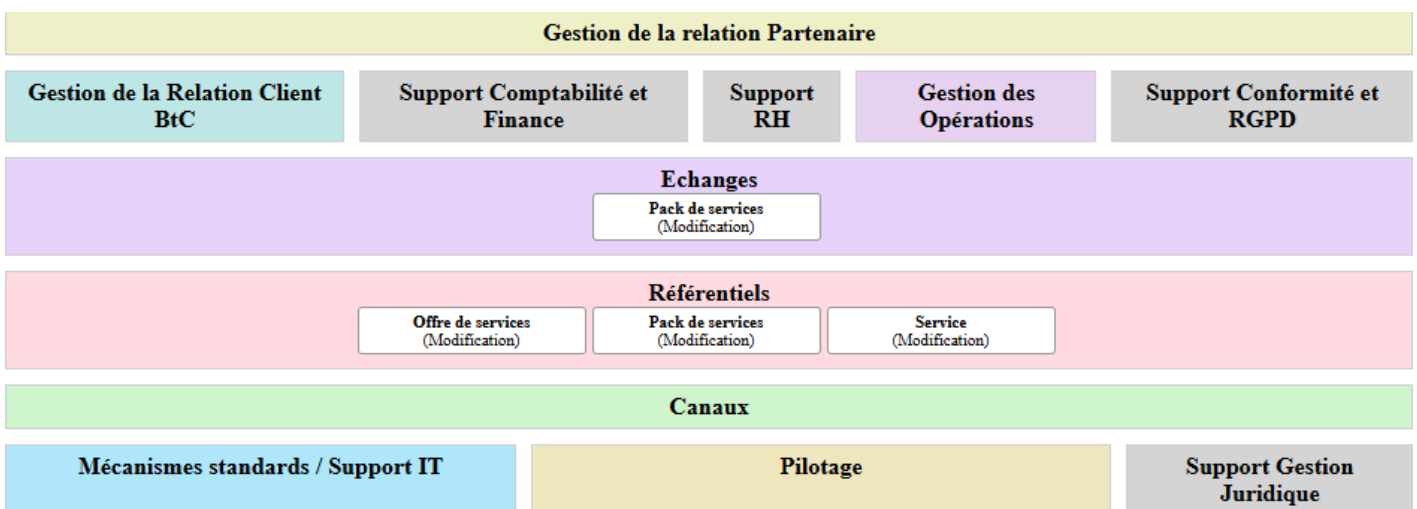 Gestion de la relation Partenaire
Gestion de la Relation Client
BtC
Support Comptabilité et
Finance
Support
RH
Gestion des
Opérations
Support Conformité et
RGPD
Echanges
Pack de services
(Modification)
Référentiels
Offre de services
(Modification)
Pack de services
(Modification)
Service
(Modification)
Canaux
Mécanismes standards / Support IT
Pilotage
Support Gestion
Juridique